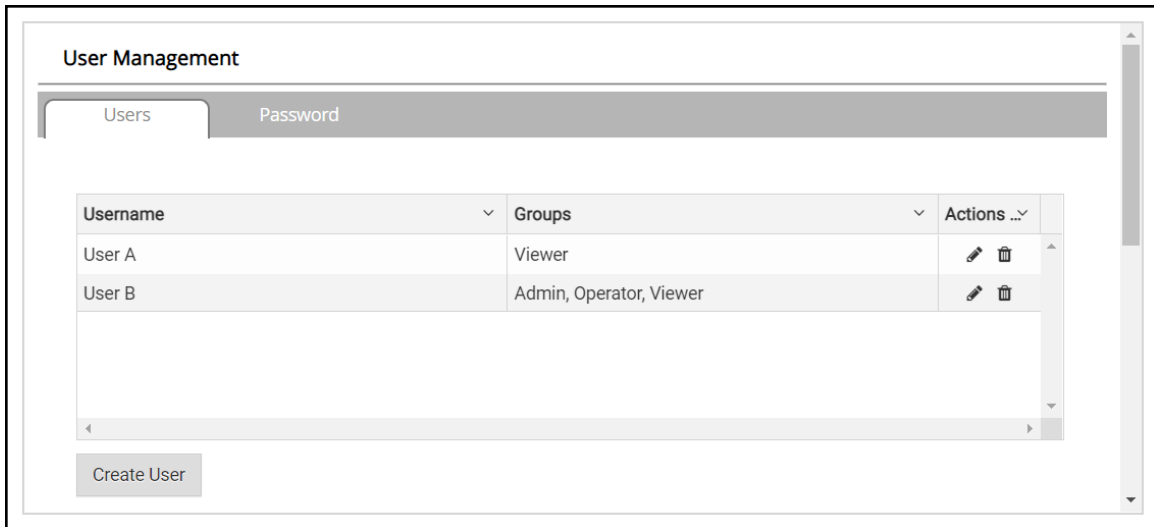 User Management
Users Password
Username Groups Actions ...
User A Viewer
User B Admin, Operator, Viewer
Create User